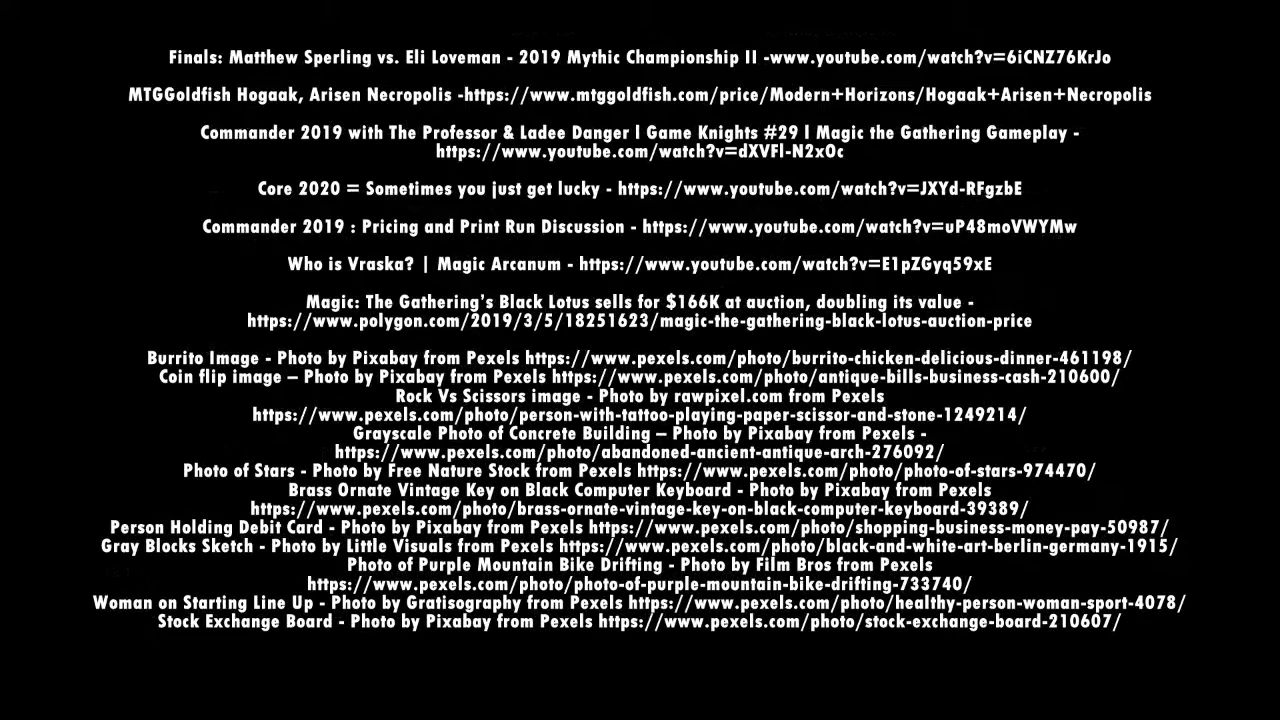 Finals: Matthew Sperling vs. Eli Loveman - 2019 Mythic Championship II -www.youtube.com/watch?v=6iCNZ76KrJo
MTGGoldfish Hogaak, Arisen Necropolis -https://www.mtggoldfish.com/price/Modern+Horizons/Hogaak+Arisen+Necropolis
Commander 2019 with The Professor & Ladee Danger l Game Knights #29 l Magic the Gathering Gameplay -
https://www.youtube.com/watch?v=dXVFl-N2xOc
Core 2020 = Sometimes you just get lucky - https://www.youtube.com/watch?v=JXYd-RFgzbE
Commander 2019 : Pricing and Print Run Discussion - https://www.youtube.com/watch?v=uP48moVWYMw
Who is Vraska? | Magic Arcanum - https://www.youtube.com/watch?v=E1pZGyq59xE
Magic: The Gathering's Black Lotus sells for $166K at auction, doubling its value -
https://www.polygon.com/2019/3/5/18251623/magic-the-gathering-black-lotus-auction-price
Burrito Image - Photo by Pixabay from Pexels https://www.pexels.com/photo/burrito-chicken-delicious-dinner-461198/
Coin flip image – Photo by Pixabay from Pexels https://www.pexels.com/photo/antique-bills-business-cash-210600/
Rock Vs Scissors image - Photo by rawpixel.com from Pexels
https://www.pexels.com/photo/person-with-tattoo-playing-paper-scissor-and-stone-1249214/
Grayscale Photo of Concrete Building – Photo by Pixabay from Pexels -
https://www.pexels.com/photo/abandoned-ancient-antique-arch-276092/
Photo of Stars - Photo by Free Nature Stock from Pexels https://www.pexels.com/photo/photo-of-stars-974470/
Brass Ornate Vintage Key on Black Computer Keyboard - Photo by Pixabay from Pexels
https://www.pexels.com/photo/brass-ornate-vintage-key-on-black-computer-keyboard-39389/
Person Holding Debit Card - Photo by Pixabay from Pexels https://www.pexels.com/photo/shopping-business-money-pay-50987/
Gray Blocks Sketch - Photo by Little Visuals from Pexels https://www.pexels.com/photo/black-and-white-art-berlin-germany-1915/
Photo of Purple Mountain Bike Drifting - Photo by Film Bros from Pexels
https://www.pexels.com/photo/photo-of-purple-mountain-bike-drifting-733740/
Woman on Starting Line Up - Photo by Gratisography from Pexels https://www.pexels.com/photo/healthy-person-woman-sport-4078/
Stock Exchange Board - Photo by Pixabay from Pexels https://www.pexels.com/photo/stock-exchange-board-210607/